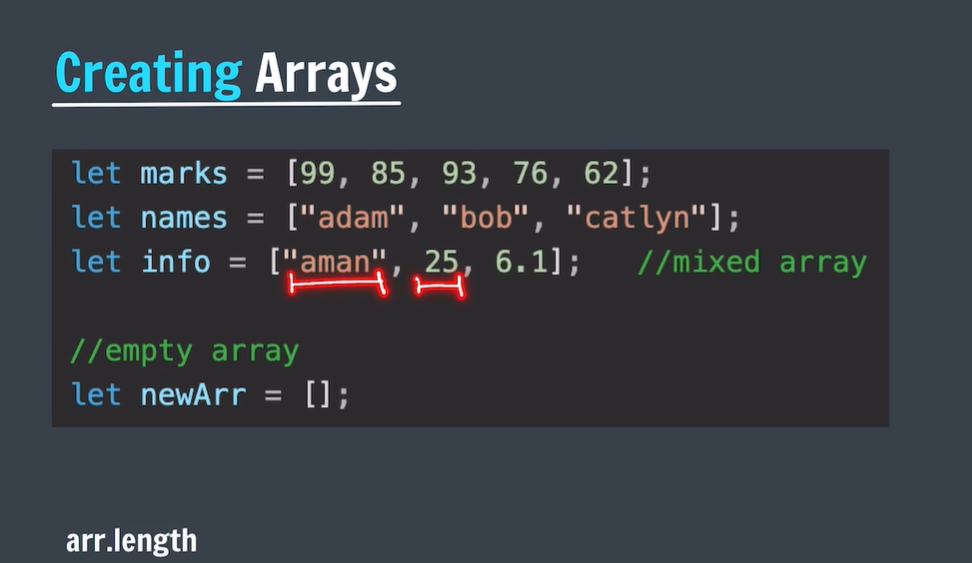 Creating Arrays
let marks = [99, 85, 93, 76, 62];
let names = ["adam", "bob", "catlyn"];
let info = ["aman", 25, 6.1]; //mixed array
//empty array
let newArr = [];
arr.length